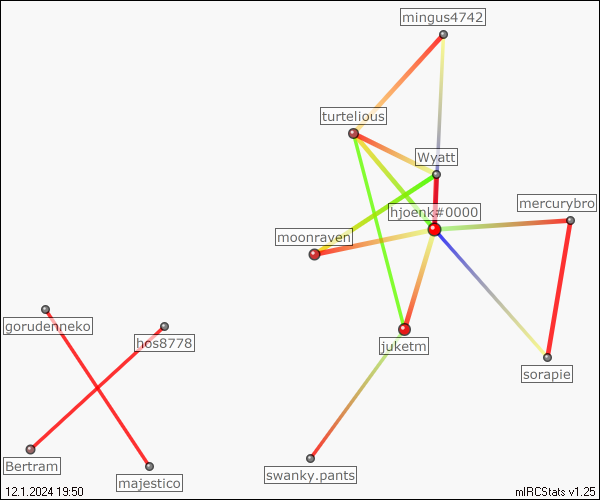 mingus4742
turtelious
Wyatt
mercurybro
hjoenk#0000
moonraven
gorudenneko
hos8778
juketm
sorapie
Bertram
swanky.pants
majestico
12.1.2024 19:50
mIRCStats v1.25